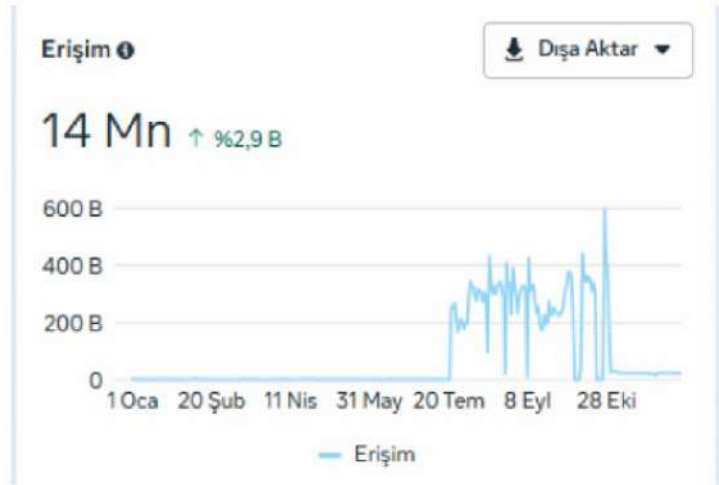 Erişim
Dışa Aktar
14 Mn ↑ %2,9 B
600 B
400 B
200 B
0
1 Oca 20 Şub 11 Nis 31 May 20 Tem 8 Eyl 28 Eki
Erişim